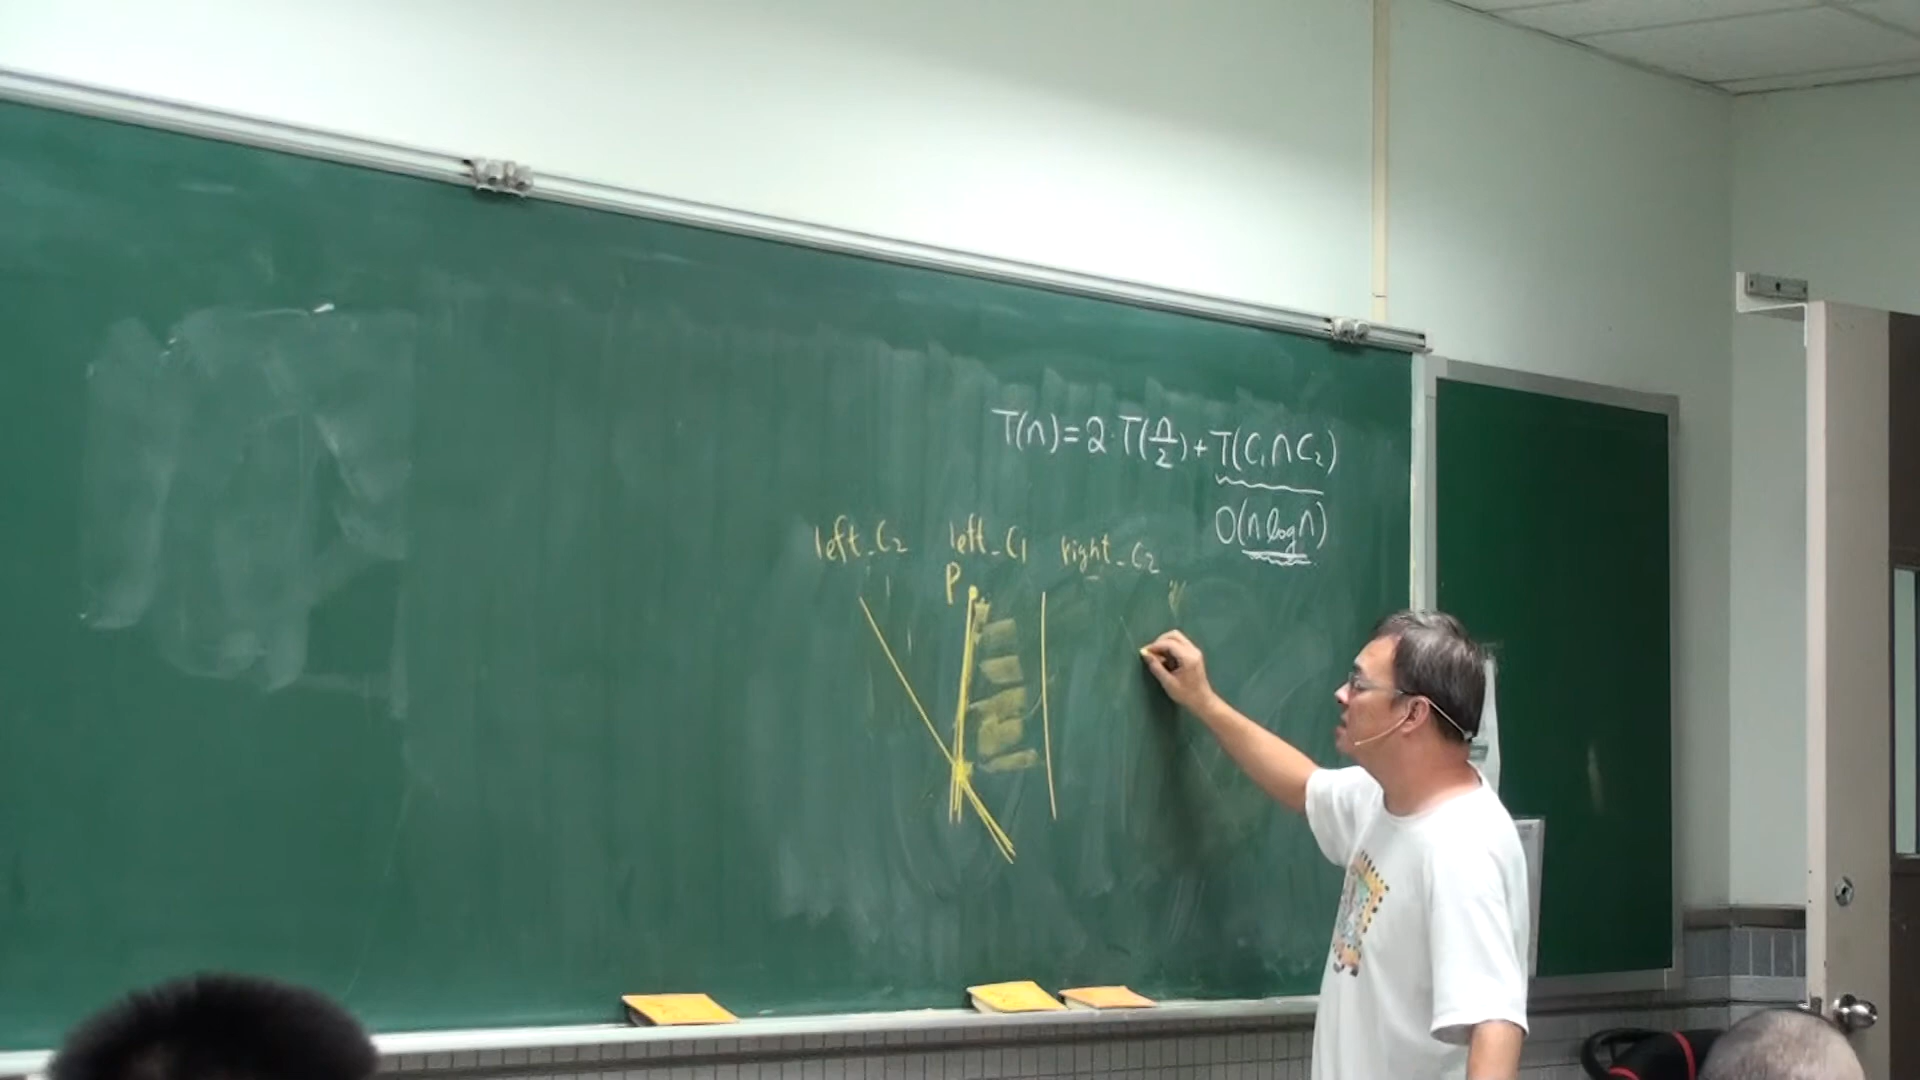 T(n) = 2·T(n/2) + T(C₁∩C₂)
O(n log n)
left_C2 left_C1 right_C2
P